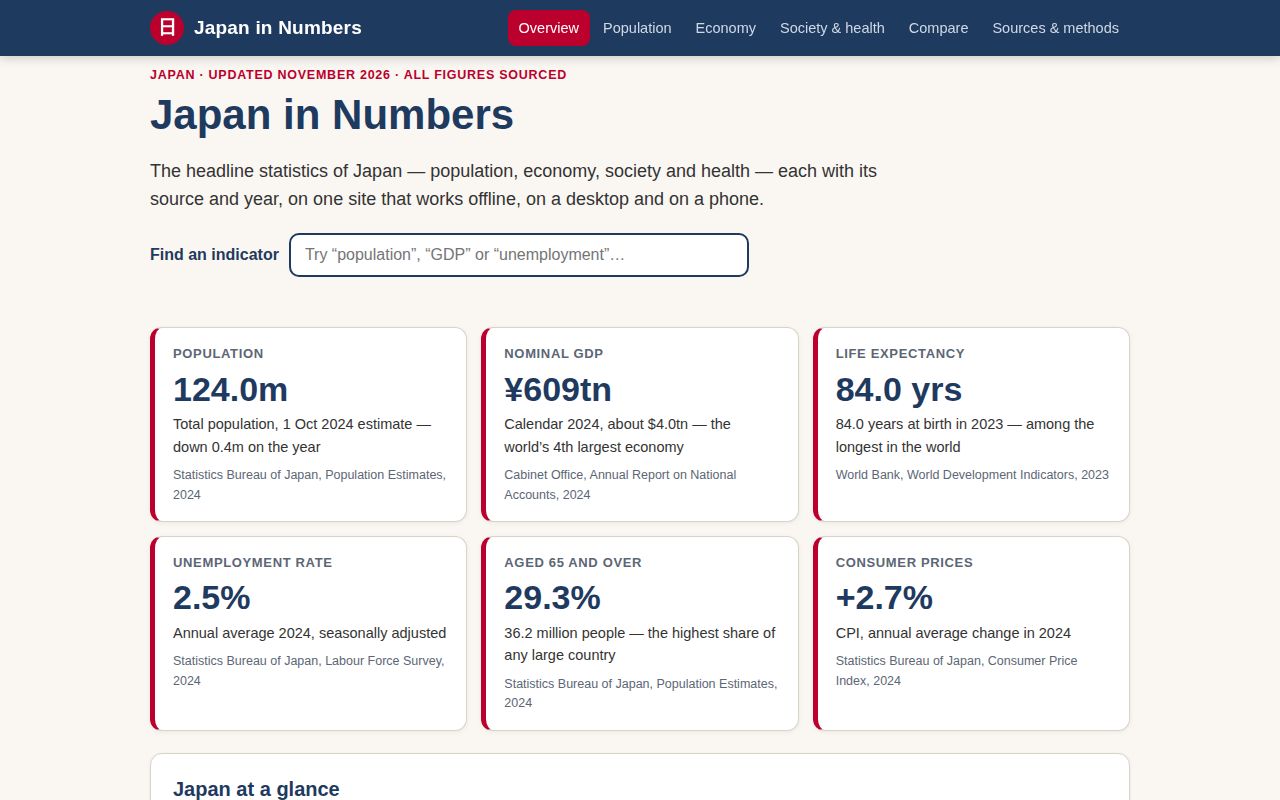 日 Japan in Numbers Overview Population Economy Society & health Compare Sources & methods
JAPAN · UPDATED NOVEMBER 2026 · ALL FIGURES SOURCED
Japan in Numbers
The headline statistics of Japan — population, economy, society and health — each with its
source and year, on one site that works offline, on a desktop and on a phone.
Find an indicator Try “population”, “GDP” or “unemployment”…
POPULATION
124.0m
Total population, 1 Oct 2024 estimate —
down 0.4m on the year
Statistics Bureau of Japan, Population Estimates,
2024
NOMINAL GDP
¥609tn
Calendar 2024, about $4.0tn — the
world’s 4th largest economy
Cabinet Office, Annual Report on National
Accounts, 2024
LIFE EXPECTANCY
84.0 yrs
84.0 years at birth in 2023 — among the
longest in the world
World Bank, World Development Indicators, 2023
UNEMPLOYMENT RATE
2.5%
Annual average 2024, seasonally adjusted
Statistics Bureau of Japan, Labour Force Survey,
2024
AGED 65 AND OVER
29.3%
36.2 million people — the highest share of
any large country
Statistics Bureau of Japan, Population Estimates,
2024
CONSUMER PRICES
+2.7%
CPI, annual average change in 2024
Statistics Bureau of Japan, Consumer Price
Index, 2024
Japan at a glance